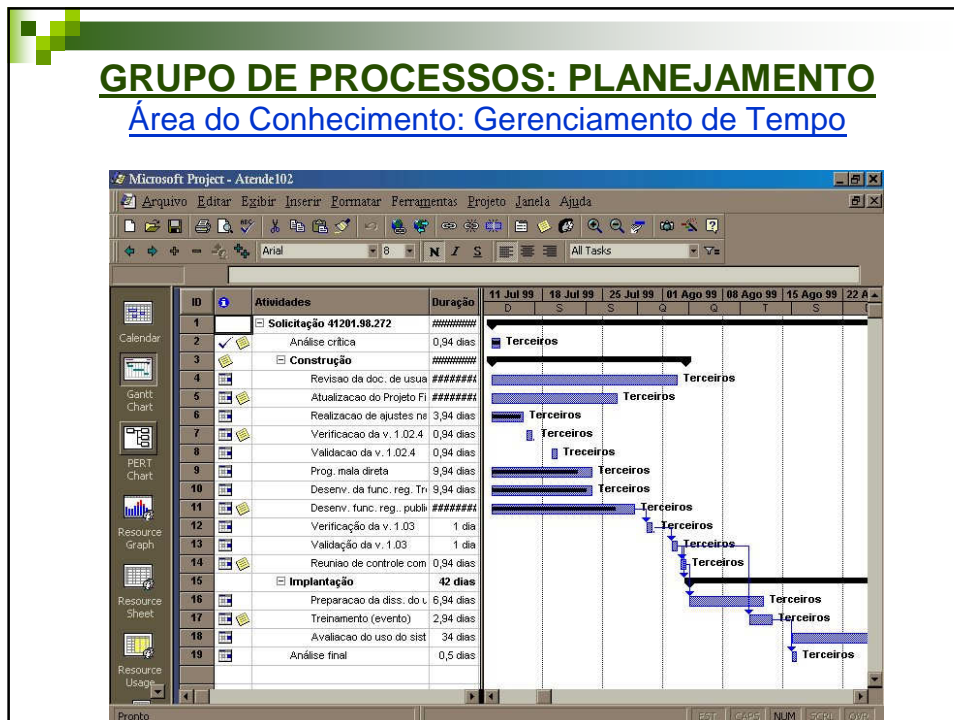 GRUPO DE PROCESSOS: PLANEJAMENTO
Área do Conhecimento: Gerenciamento de Tempo
Microsoft Project - Atende102
Arquivo Editar Exibir Inserir Formatar Ferramentas Projeto Janela Ajuda
Arial 8 N I S All Tasks
ID Atividades Duração 11 Jul 99 18 Jul 99 25 Jul 99 01 Ago 99 08 Ago 99 15 Ago 99 22 A
D S S Q Q T S
1 Solicitação 41201.98.272 ########
2 Análise crítica 0,94 dias Terceiros
3 Construção ########
4 Revisao da doc. de usua ######## Terceiros
5 Atualizacao do Projeto Fi ######## Terceiros
6 Realizacao de ajustes na 3,94 dias Terceiros
7 Verificacao da v. 1.02.4 0,94 dias Terceiros
8 Validacao da v. 1.02.4 0,94 dias Treceiros
9 Prog. mala direta 9,94 dias Terceiros
10 Desenv. da func. reg. Tr 9,94 dias Terceiros
11 Desenv. func. reg.. publi ######## Terceiros
12 Verificação da v. 1.03 1 dia Terceiros
13 Validação da v. 1.03 1 dia Terceiros
14 Reuniao de controle com 0,94 dias Terceiros
15 Implantação 42 dias
16 Preparacao da diss. do u 6,94 dias Terceiros
17 Treinamento (evento) 2,94 dias Terceiros
18 Avaliacao do uso do sist 34 dias
19 Análise final 0,5 dias Terceiros
Calendar
Gantt
Chart
PERT
Chart
Resource
Graph
Resource
Sheet
Resource
Usage
Pronto EST CAPS NUM SCRL OVR